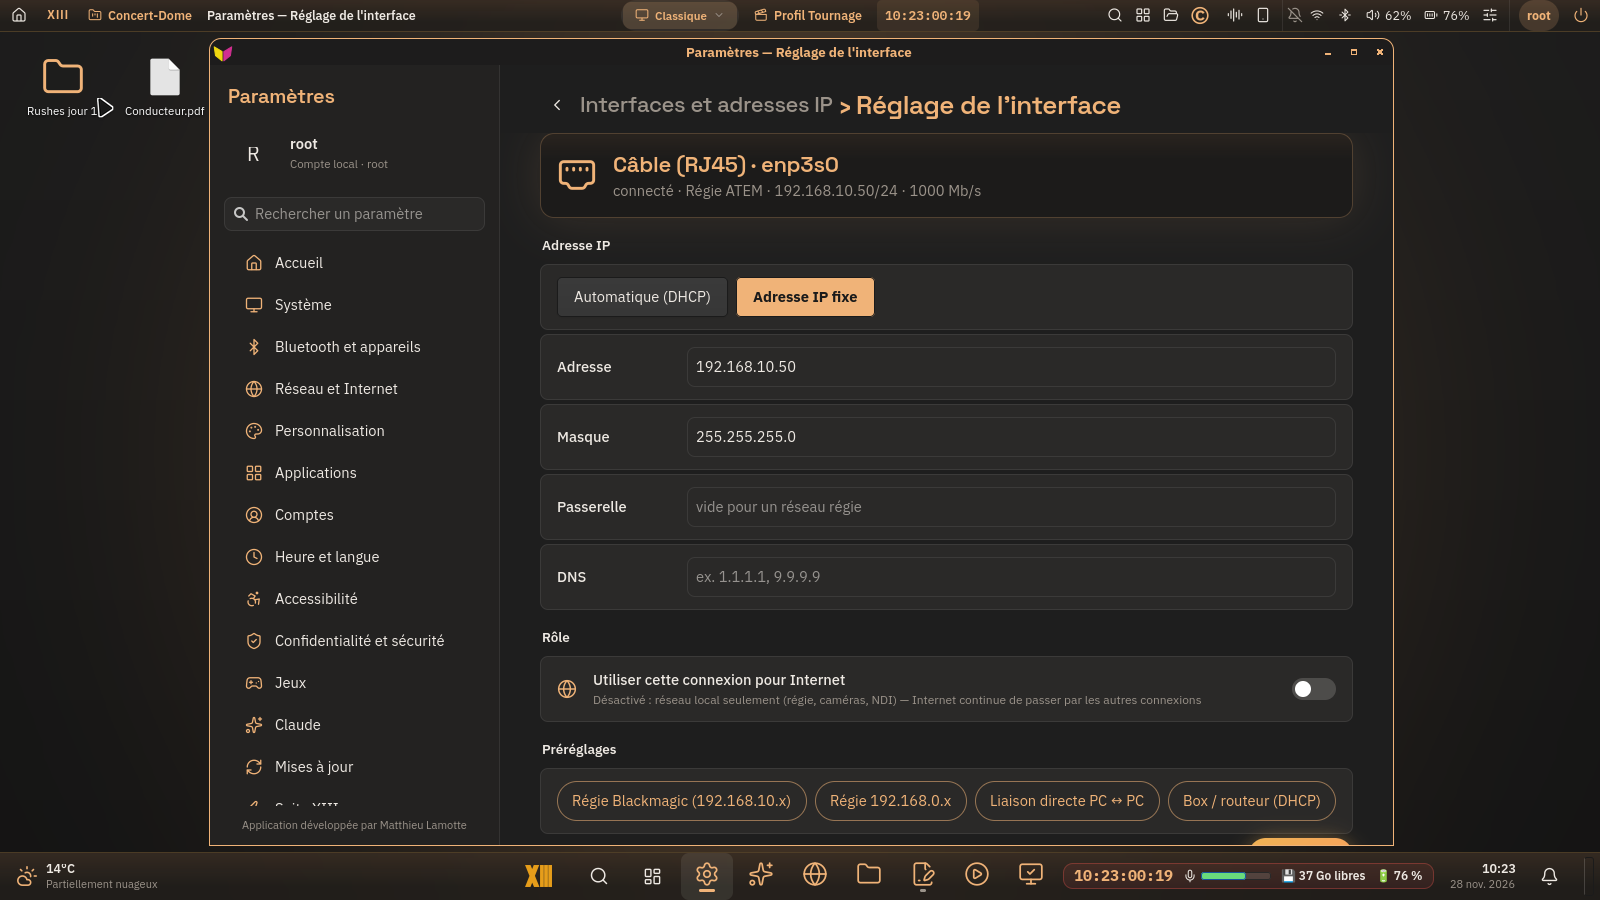 XIII Concert-Dome Paramètres — Réglage de l'interface Classique Profil Tournage 10:23:00:19 62% 76% root
Paramètres — Réglage de l'interface
Rushes jour 1
Conducteur.pdf
Paramètres
R
root
Compte local · root
Rechercher un paramètre
Accueil
Système
Bluetooth et appareils
Réseau et Internet
Personnalisation
Applications
Comptes
Heure et langue
Accessibilité
Confidentialité et sécurité
Jeux
Claude
Mises à jour
Suite XIII
Application développée par Matthieu Lamotte
Interfaces et adresses IP > Réglage de l’interface
Câble (RJ45) · enp3s0
connecté · Régie ATEM · 192.168.10.50/24 · 1000 Mb/s
Adresse IP
Automatique (DHCP) Adresse IP fixe
Adresse 192.168.10.50
Masque 255.255.255.0
Passerelle vide pour un réseau régie
DNS ex. 1.1.1.1, 9.9.9.9
Rôle
Utiliser cette connexion pour Internet
Désactivé : réseau local seulement (régie, caméras, NDI) — Internet continue de passer par les autres connexions
Préréglages
Régie Blackmagic (192.168.10.x) Régie 192.168.0.x Liaison directe PC ↔ PC Box / routeur (DHCP)
14°C
Partiellement nuageux
XIII
10:23:00:19 37 Go libres 76 %
10:23
28 nov. 2026